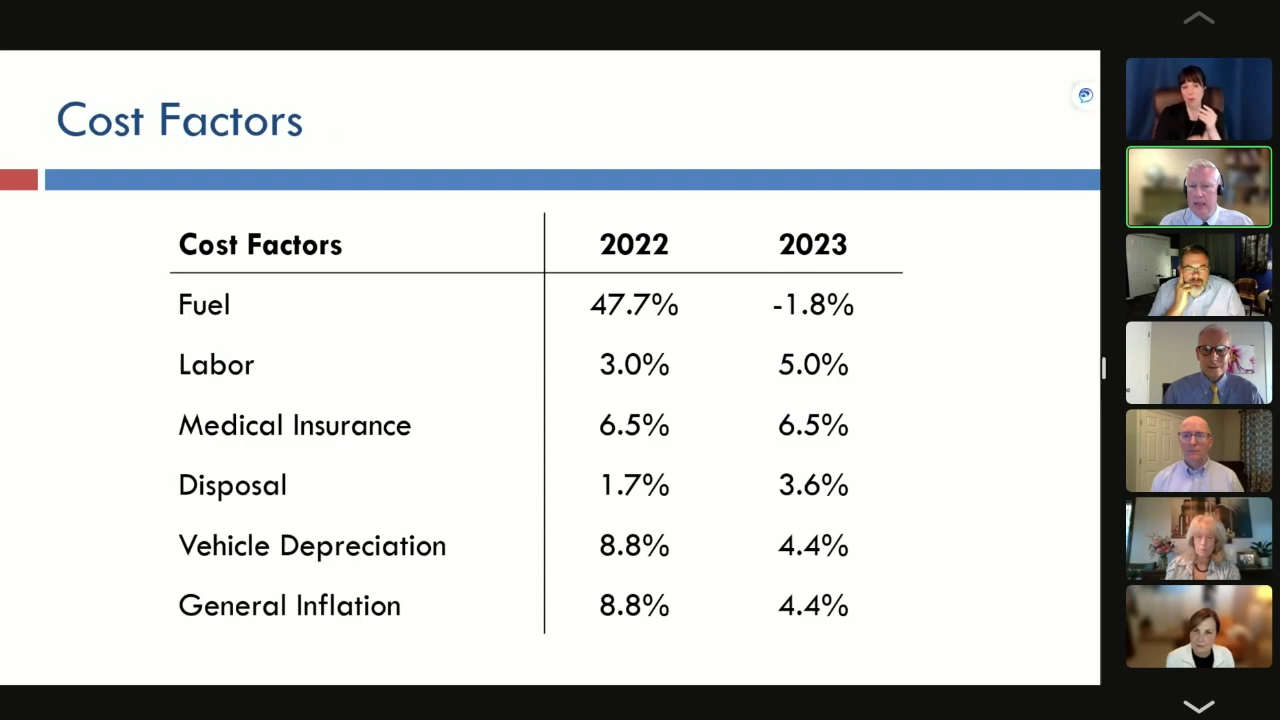 Cost Factors
Cost Factors 2022 2023
Fuel 47.7% -1.8%
Labor 3.0% 5.0%
Medical Insurance 6.5% 6.5%
Disposal 1.7% 3.6%
Vehicle Depreciation 8.8% 4.4%
General Inflation 8.8% 4.4%